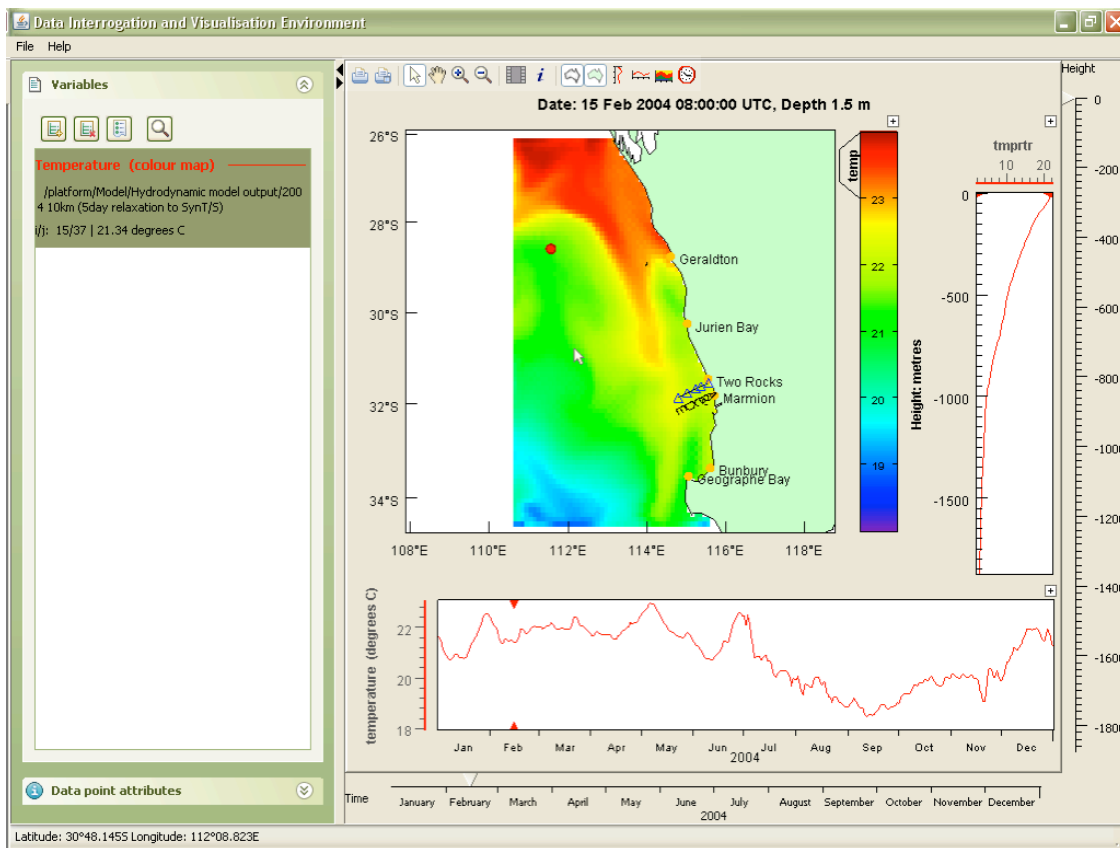 Data Interrogation and Visualisation Environment
File Help
Variables
Temperature (colour map)
/platform/Model/Hydrodynamic model output/200
4 10km (5day relaxation to SynT/S)
i/j: 15/37 | 21.34 degrees C
Data point attributes
Date: 15 Feb 2004 08:00:00 UTC, Depth 1.5 m
26°S
28°S
30°S
32°S
34°S
108°E 110°E 112°E 114°E 116°E 118°E
Geraldton
Jurien Bay
Two Rocks
Marmion
Bunbury
Geographe Bay
temp
23
22
21
20
19
Height: metres
tmprtr
10 20
0
-500
-1000
-1500
Height
0
-200
-400
-600
-800
-1000
-1200
-1400
-1600
-1800
temperature (degrees C)
22
20
18
Jan Feb Mar Apr May Jun Jul Aug Sep Oct Nov Dec
2004
Time
January February March April May June July August September October November December
2004
Latitude: 30°48.145S Longitude: 112°08.823E